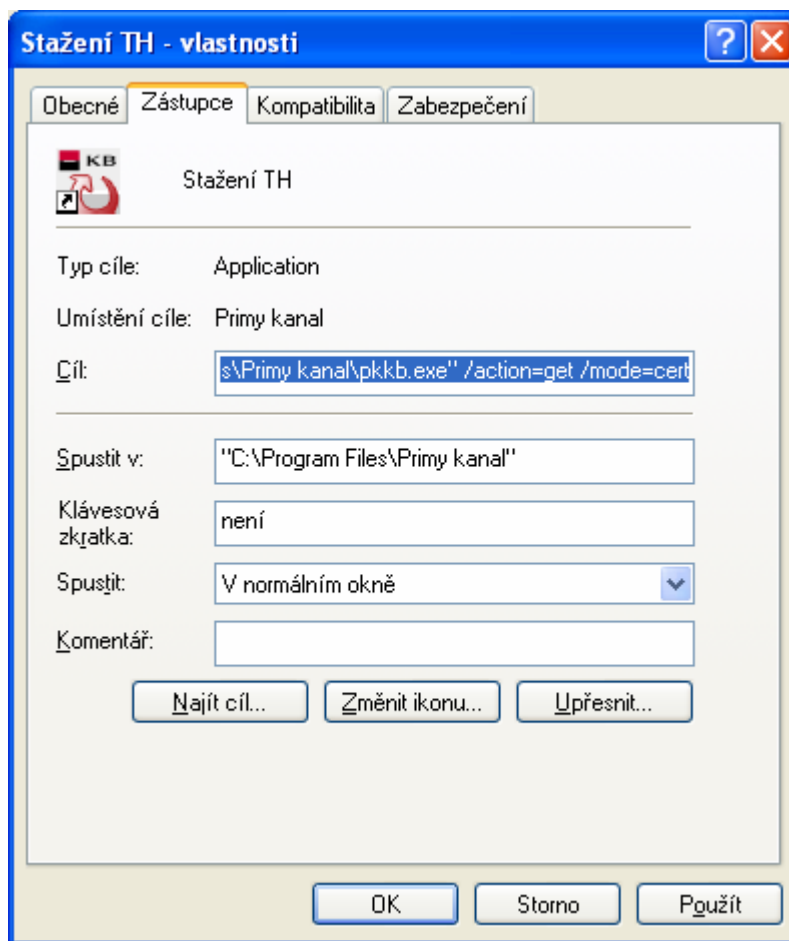 Stažení TH - vlastnosti
Obecné Zástupce Kompatibilita Zabezpečení
KB
Stažení TH
Typ cíle: Application
Umístění cíle: Primy kanal
Cíl: s\Primy kanal\pkkb.exe" /action=get /mode=cert
Spustit v: "C:\Program Files\Primy kanal"
Klávesová zkratka: není
Spustit: V normálním okně
Komentář:
Najít cíl... Změnit ikonu... Upřesnit...
OK Storno Použít